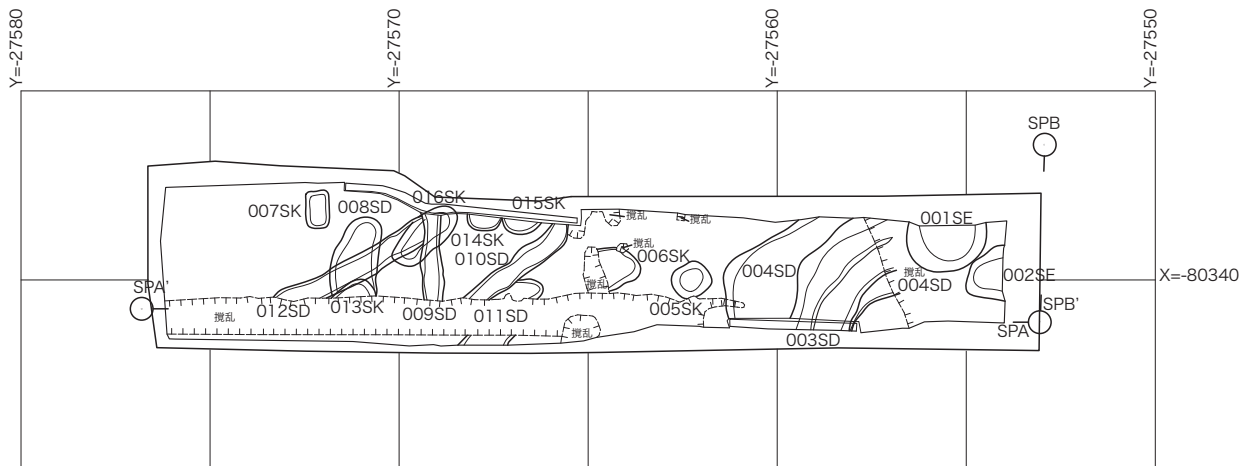 Y=-27580
Y=-27570
Y=-27560
Y=-27550
SPB
016SK
007SK
008SD
015SK
攪乱
攪乱
001SE
014SK
010SD
攪乱
006SK
004SD
攪乱
004SD
002SE
X=-80340
SPA'
攪乱
012SD
013SK
009SD
011SD
005SK
SPB'
攪乱
攪乱
003SD
SPA